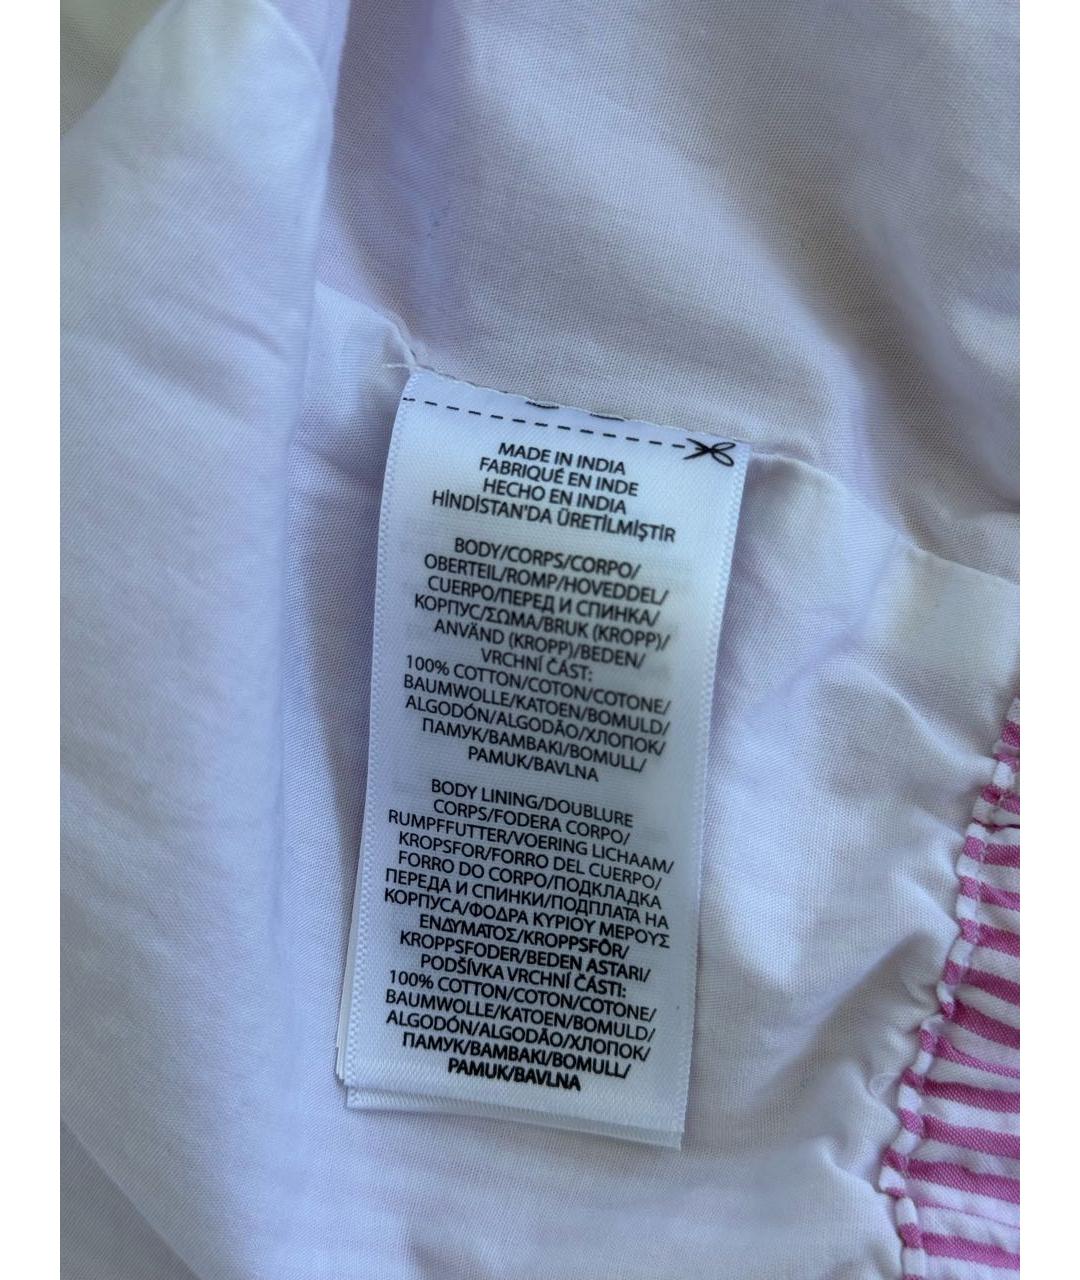 MADE IN INDIA
FABRIQUÉ EN INDE
HECHO EN INDIA
HİNDİSTAN'DA ÜRETİLMİŞTİR
BODY/CORPS/CORPO/
OBERTEIL/ROMP/HOVEDDEL/
CUERPO/ПЕРЕД И СПИНКА/
КОРПУС/ΣΩΜΑ/BRUK (KROPP)/
ANVÄND (KROPP)/BEDEN/
VRCHNÍ ČÁST:
100% COTTON/COTON/COTONE/
BAUMWOLLE/KATOEN/BOMULD/
ALGODÓN/ALGODÃO/ХЛОПОК/
ПАМУК/ΒΑΜΒΑΚΙ/BOMULL/
PAMUK/BAVLNA
BODY LINING/DOUBLURE
CORPS/FODERA CORPO/
RUMPFFUTTER/VOERING LICHAAM/
KROPSFOR/FORRO DEL CUERPO/
FORRO DO CORPO/ПОДКЛАДКА
ПЕРЕДА И СПИНКИ/ПОДПЛАТА НА
КОРПУСА/ΦΟΔΡΑ ΚΥΡΙΟΥ ΜΕΡΟΥΣ
ΕΝΔΥΜΑΤΟΣ/KROPPSFÔR/
KROPPSFODER/BEDEN ASTARI/
PODŠÍVKA VRCHNÍ ČÁSTI:
100% COTTON/COTON/COTONE/
BAUMWOLLE/KATOEN/BOMULD/
ALGODÓN/ALGODÃO/ХЛОПОК/
ПАМУК/ΒΑΜΒΑΚΙ/BOMULL/
PAMUK/BAVLNA